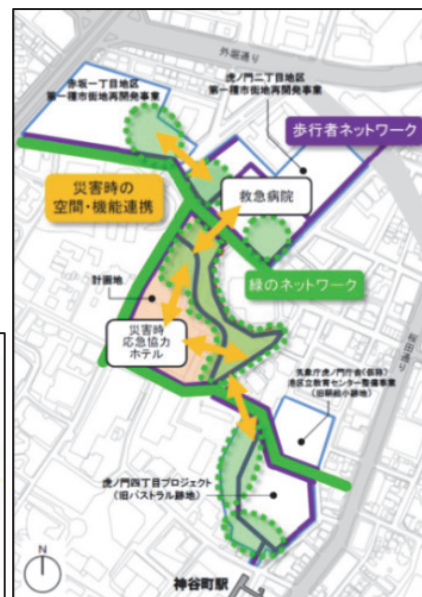 外堀通り
赤坂一丁目地区
第一種市街地再開発事業
虎ノ門二丁目地区
第一種市街地再開発事業
歩行者ネットワーク
災害時の
空間・機能連携
救急病院
計画地
緑のネットワーク
災害時
応急協力
ホテル
桜田通り
気象庁虎ノ門庁舎(仮称)
港区立教育センター整備事業
(旧鞆絵小跡地)
虎ノ門四丁目プロジェクト
(旧パストラル跡地)
N
神谷町駅